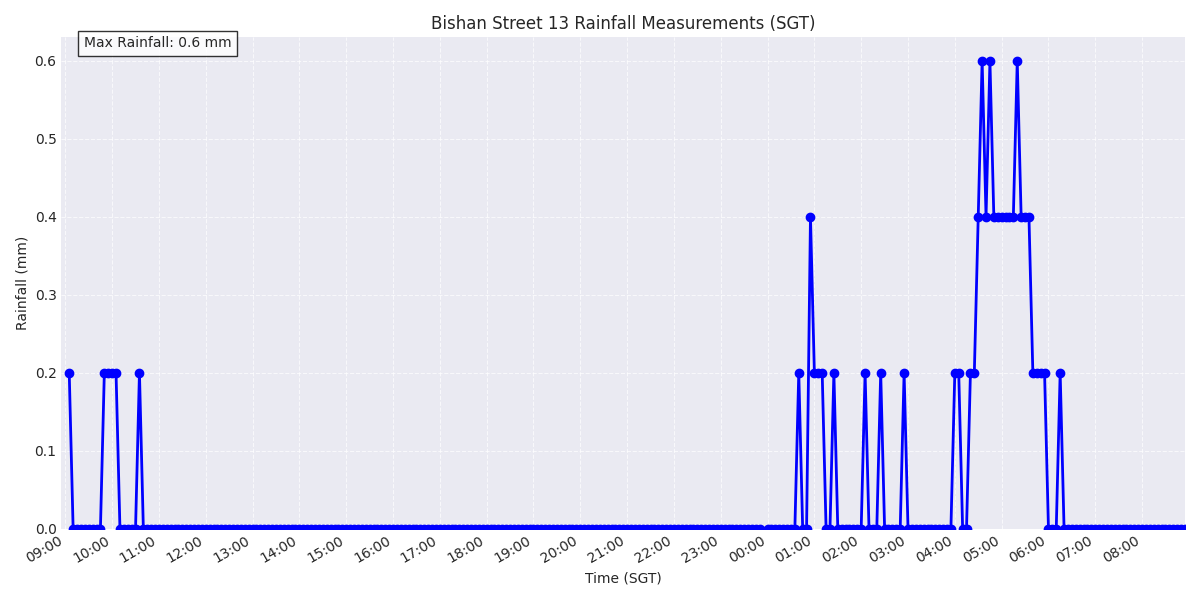 Bishan Street 13 Rainfall Measurements (SGT)
Max Rainfall: 0.6 mm
Rainfall (mm)
0.6
0.5
0.4
0.3
0.2
0.1
0.0
09:00 10:00 11:00 12:00 13:00 14:00 15:00 16:00 17:00 18:00 19:00 20:00 21:00 22:00 23:00 00:00 01:00 02:00 03:00 04:00 05:00 06:00 07:00 08:00
Time (SGT)